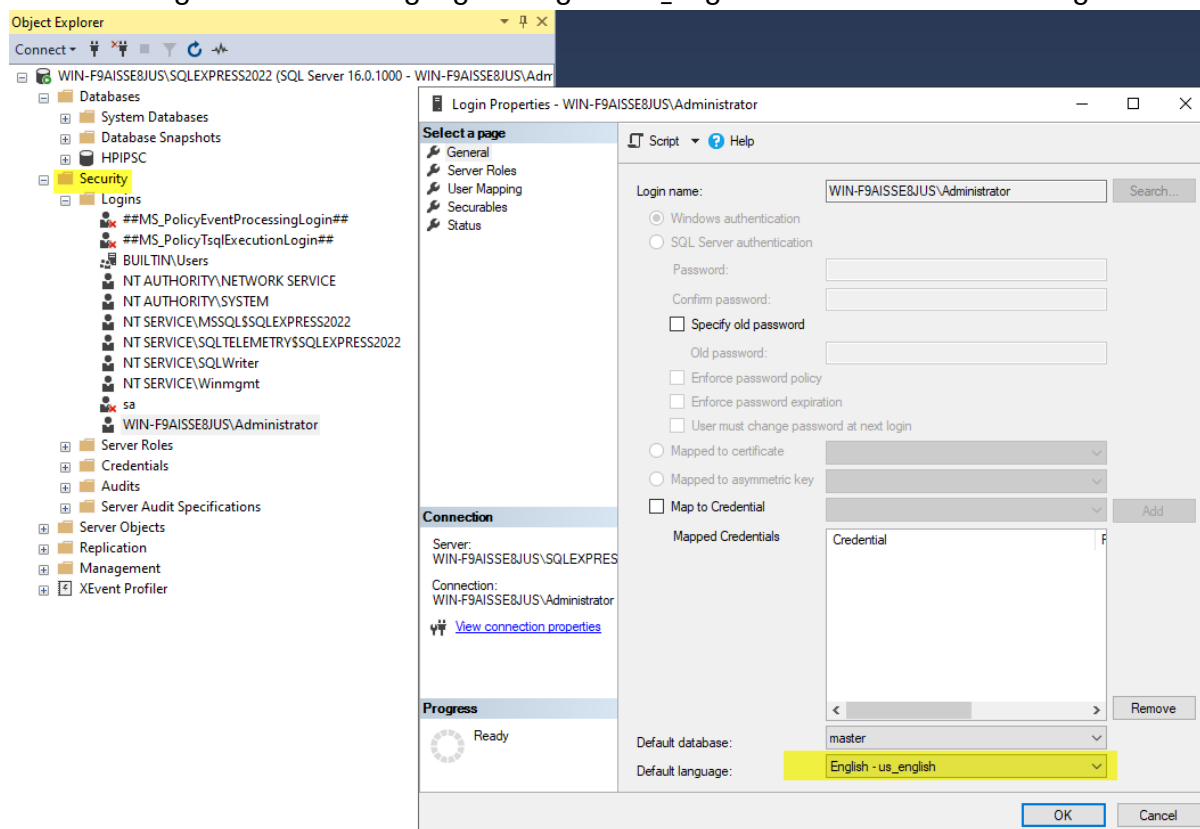 Object Explorer
Connect
WIN-F9AISSE8JUS\SQLEXPRESS2022 (SQL Server 16.0.1000 - WIN-F9AISSE8JUS\Adm
Databases
System Databases
Database Snapshots
HPIPSC
Security
Logins
##MS_PolicyEventProcessingLogin##
##MS_PolicyTsqlExecutionLogin##
BUILTIN\Users
NT AUTHORITY\NETWORK SERVICE
NT AUTHORITY\SYSTEM
NT SERVICE\MSSQL$SQLEXPRESS2022
NT SERVICE\SQLTELEMETRY$SQLEXPRESS2022
NT SERVICE\SQLWriter
NT SERVICE\Winmgmt
sa
WIN-F9AISSE8JUS\Administrator
Server Roles
Credentials
Audits
Server Audit Specifications
Server Objects
Replication
Management
XEvent Profiler
Login Properties - WIN-F9AISSE8JUS\Administrator
Select a page
General
Server Roles
User Mapping
Securables
Status
Connection
Server:
WIN-F9AISSE8JUS\SQLEXPRES
Connection:
WIN-F9AISSE8JUS\Administrator
View connection properties
Progress
Ready
Script Help
Login name: WIN-F9AISSE8JUS\Administrator Search...
Windows authentication
SQL Server authentication
Password:
Confirm password:
Specify old password
Old password:
Enforce password policy
Enforce password expiration
User must change password at next login
Mapped to certificate
Mapped to asymmetric key
Map to Credential Add
Mapped Credentials Credential
Remove
Default database: master
Default language: English - us_english
OK Cancel